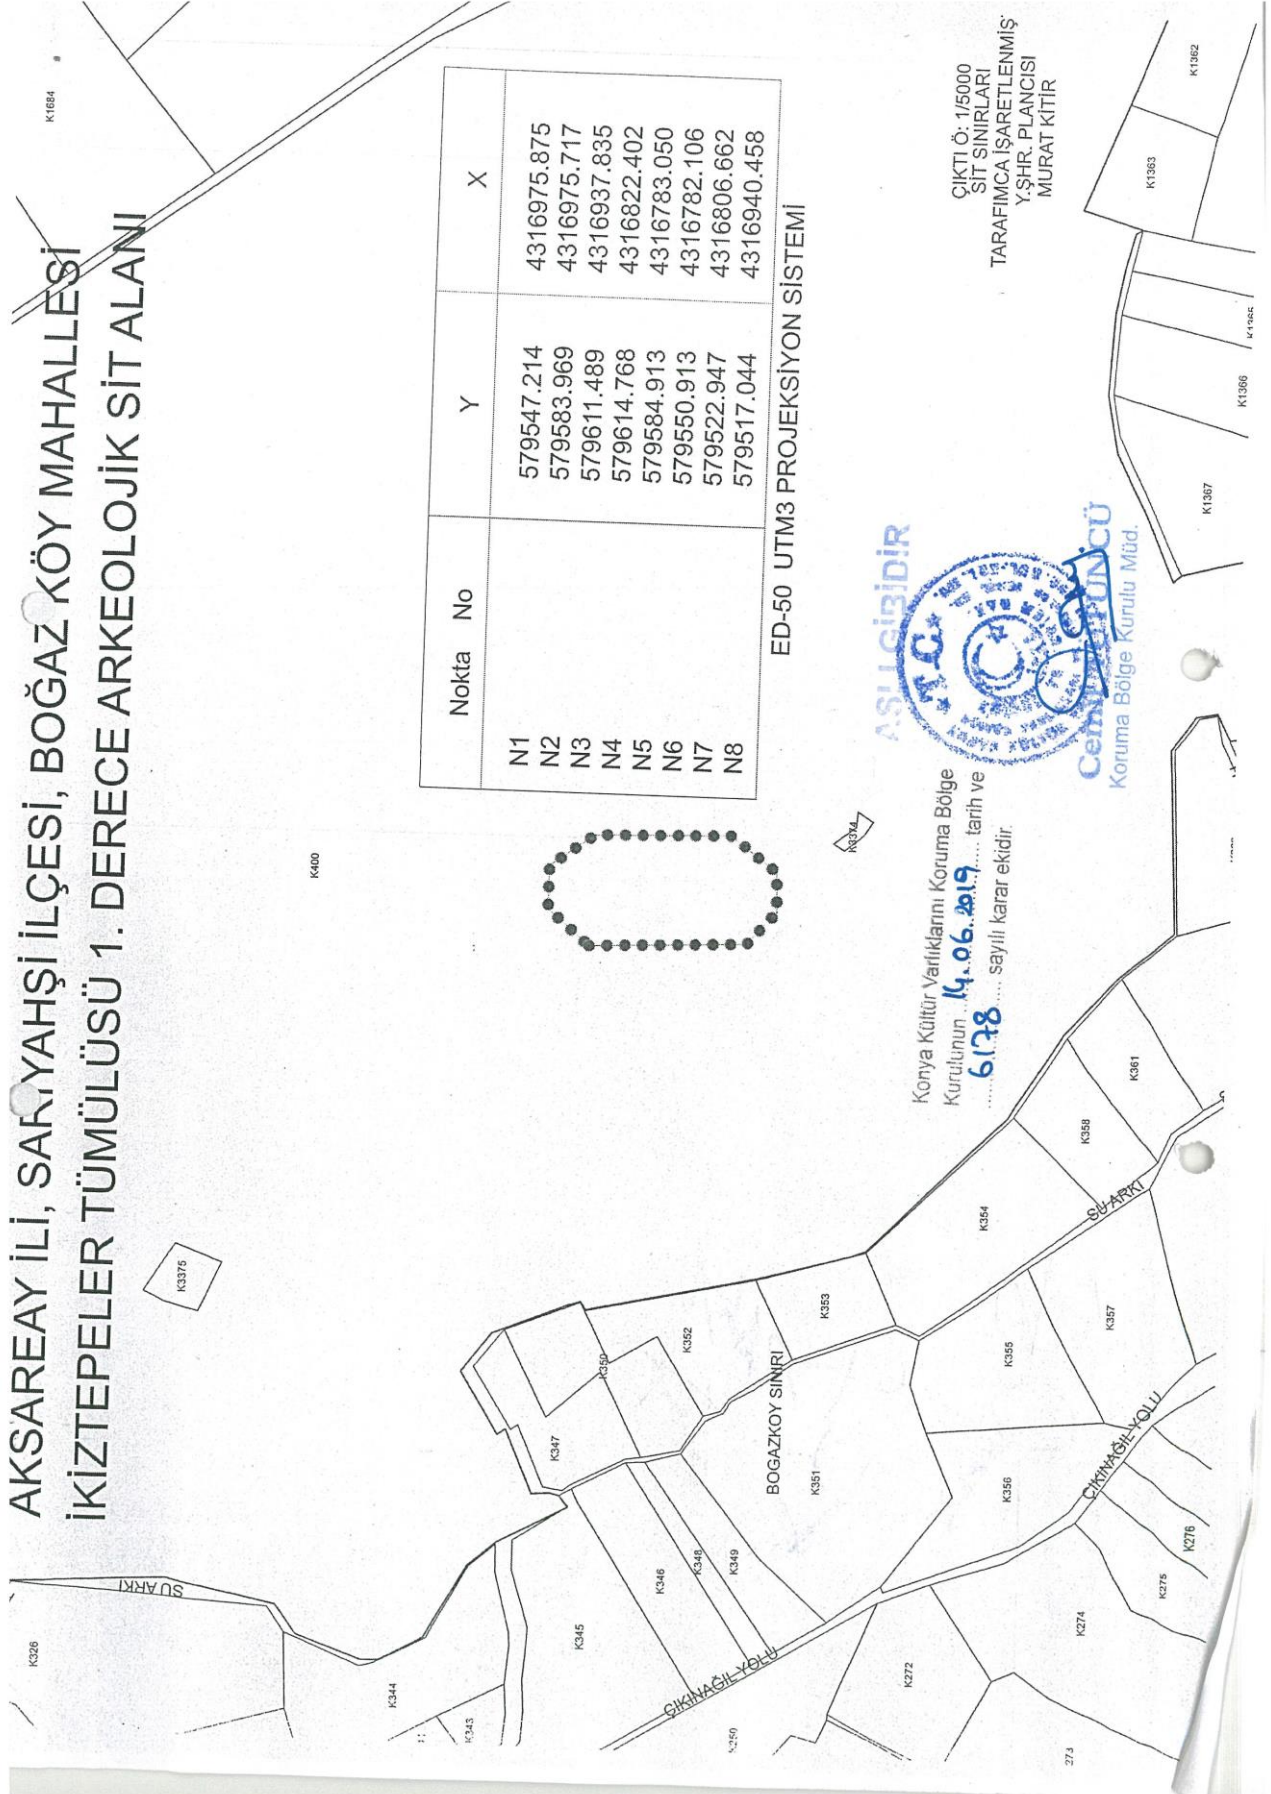 AKSAREAY İLİ, SARIYAHŞİ İLÇESİ, BOĞAZ KÖY MAHALLESİ
İKİZTEPELER TÜMÜLÜSÜ 1. DERECE ARKEOLOJİK SİT ALANI
K1684
K400
K3375
K326
SU ARKI
K344
K343
K345
K346
K347
K348
K349
K350
K352
K353
BOGAZKOY SINIRI
K351
ÇIKINAĞIL YOLU
K250
K272
K274
273
K275
K276
K356
K355
K357
ÇIKINAĞIL YOLU
K354
SU ARKI
K358
K361
K3374
Nokta No Y X
N1 579547.214 4316975.875
N2 579583.969 4316975.717
N3 579611.489 4316937.835
N4 579614.768 4316822.402
N5 579584.913 4316783.050
N6 579550.913 4316782.106
N7 579522.947 4316806.662
N8 579517.044 4316940.458
ED-50 UTM3 PROJEKSİYON SİSTEMİ
ÇIKTI Ö: 1/5000
SİT SINIRLARI
TARAFIMCA İŞARETLENMİŞ
Y.ŞHR. PLANCISI
MURAT KİTİR
K1362
K1363
K1365
K1366
K1367
Konya Kültür Varlıklarını Koruma Bölge
Kurulunun 14.06.2019 tarih ve
6178 sayılı karar ekidir.
ASLI GİBİDİR
T.C.
Koruma Bölge Kurulu Müd.